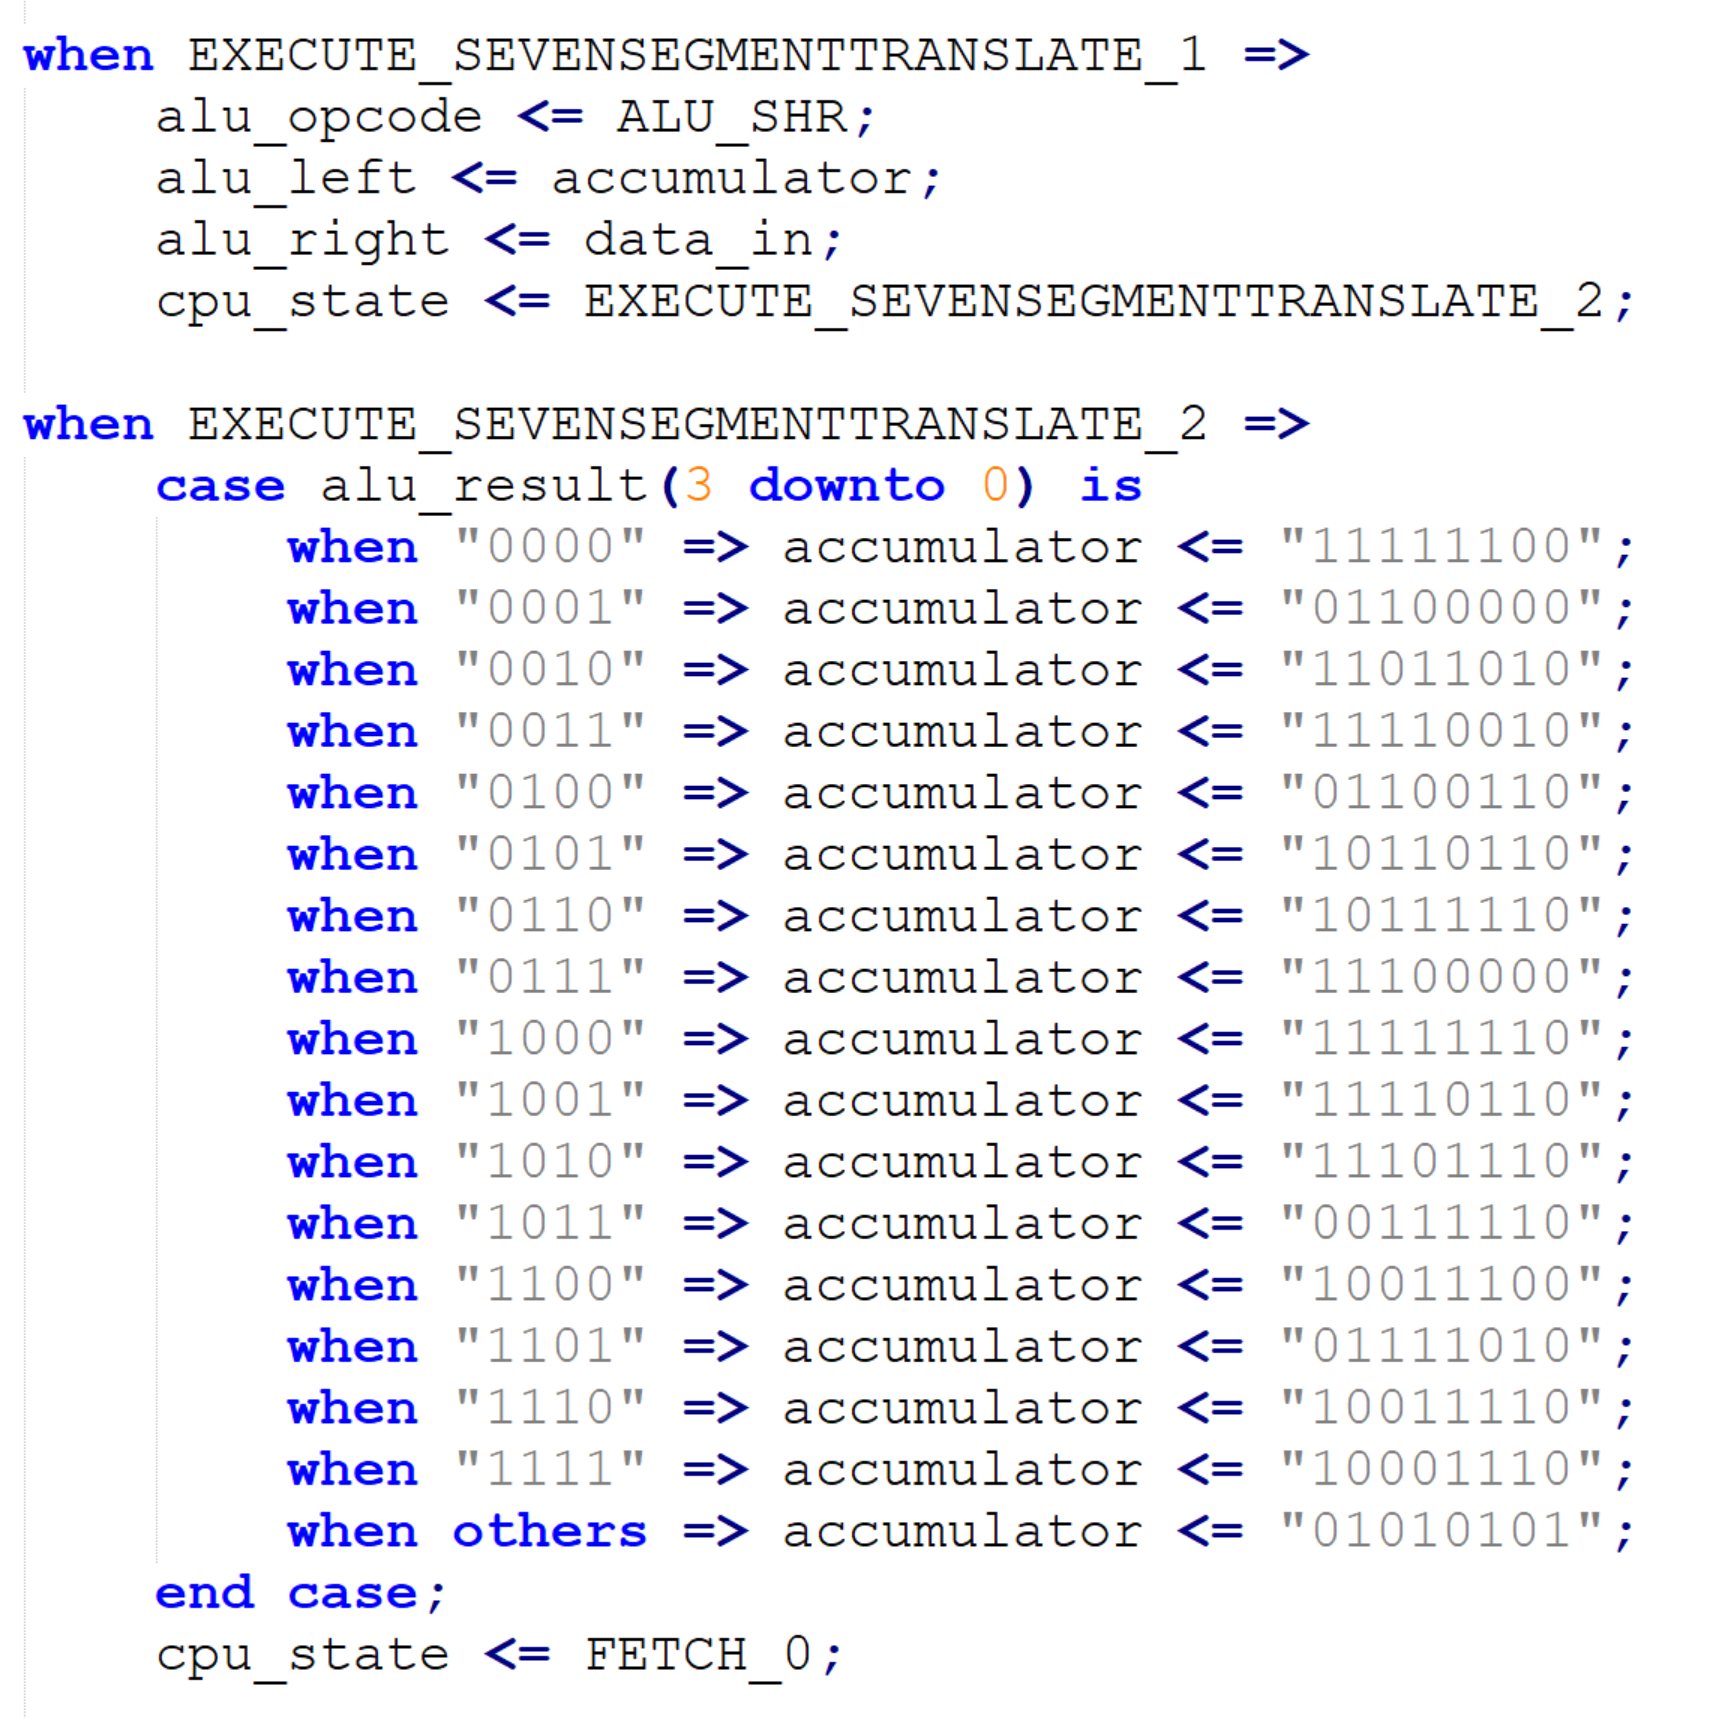 when EXECUTE_SEVENSEGMENTTRANSLATE_1 =>
alu_opcode <= ALU_SHR;
alu_left <= accumulator;
alu_right <= data_in;
cpu_state <= EXECUTE_SEVENSEGMENTTRANSLATE_2;
when EXECUTE_SEVENSEGMENTTRANSLATE_2 =>
case alu_result(3 downto 0) is
when "0000" => accumulator <= "11111100";
when "0001" => accumulator <= "01100000";
when "0010" => accumulator <= "11011010";
when "0011" => accumulator <= "11110010";
when "0100" => accumulator <= "01100110";
when "0101" => accumulator <= "10110110";
when "0110" => accumulator <= "10111110";
when "0111" => accumulator <= "11100000";
when "1000" => accumulator <= "11111110";
when "1001" => accumulator <= "11110110";
when "1010" => accumulator <= "11101110";
when "1011" => accumulator <= "00111110";
when "1100" => accumulator <= "10011100";
when "1101" => accumulator <= "01111010";
when "1110" => accumulator <= "10011110";
when "1111" => accumulator <= "10001110";
when others => accumulator <= "01010101";
end case;
cpu_state <= FETCH_0;